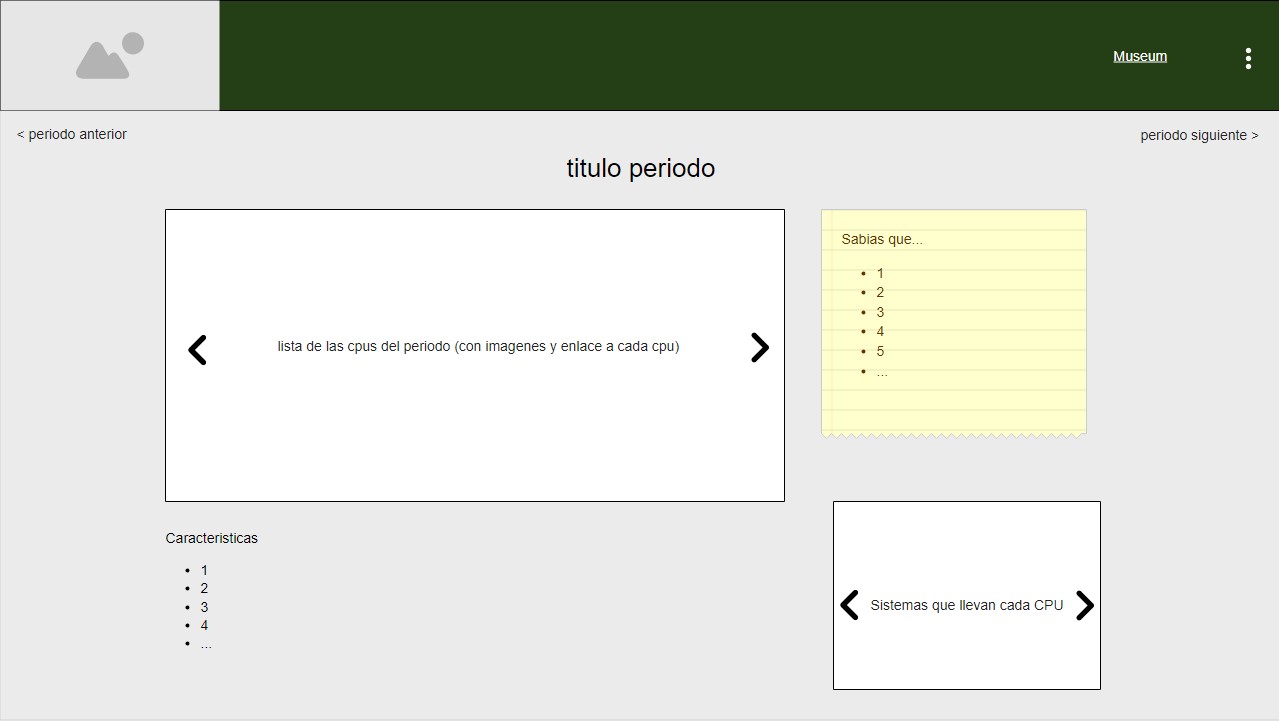 Museum
< periodo anterior
periodo siguiente >
titulo periodo
lista de las cpus del periodo (con imagenes y enlace a cada cpu)
Sabias que...
• 1
• 2
• 3
• 4
• 5
• ...
Caracteristicas
• 1
• 2
• 3
• 4
• ...
Sistemas que llevan cada CPU